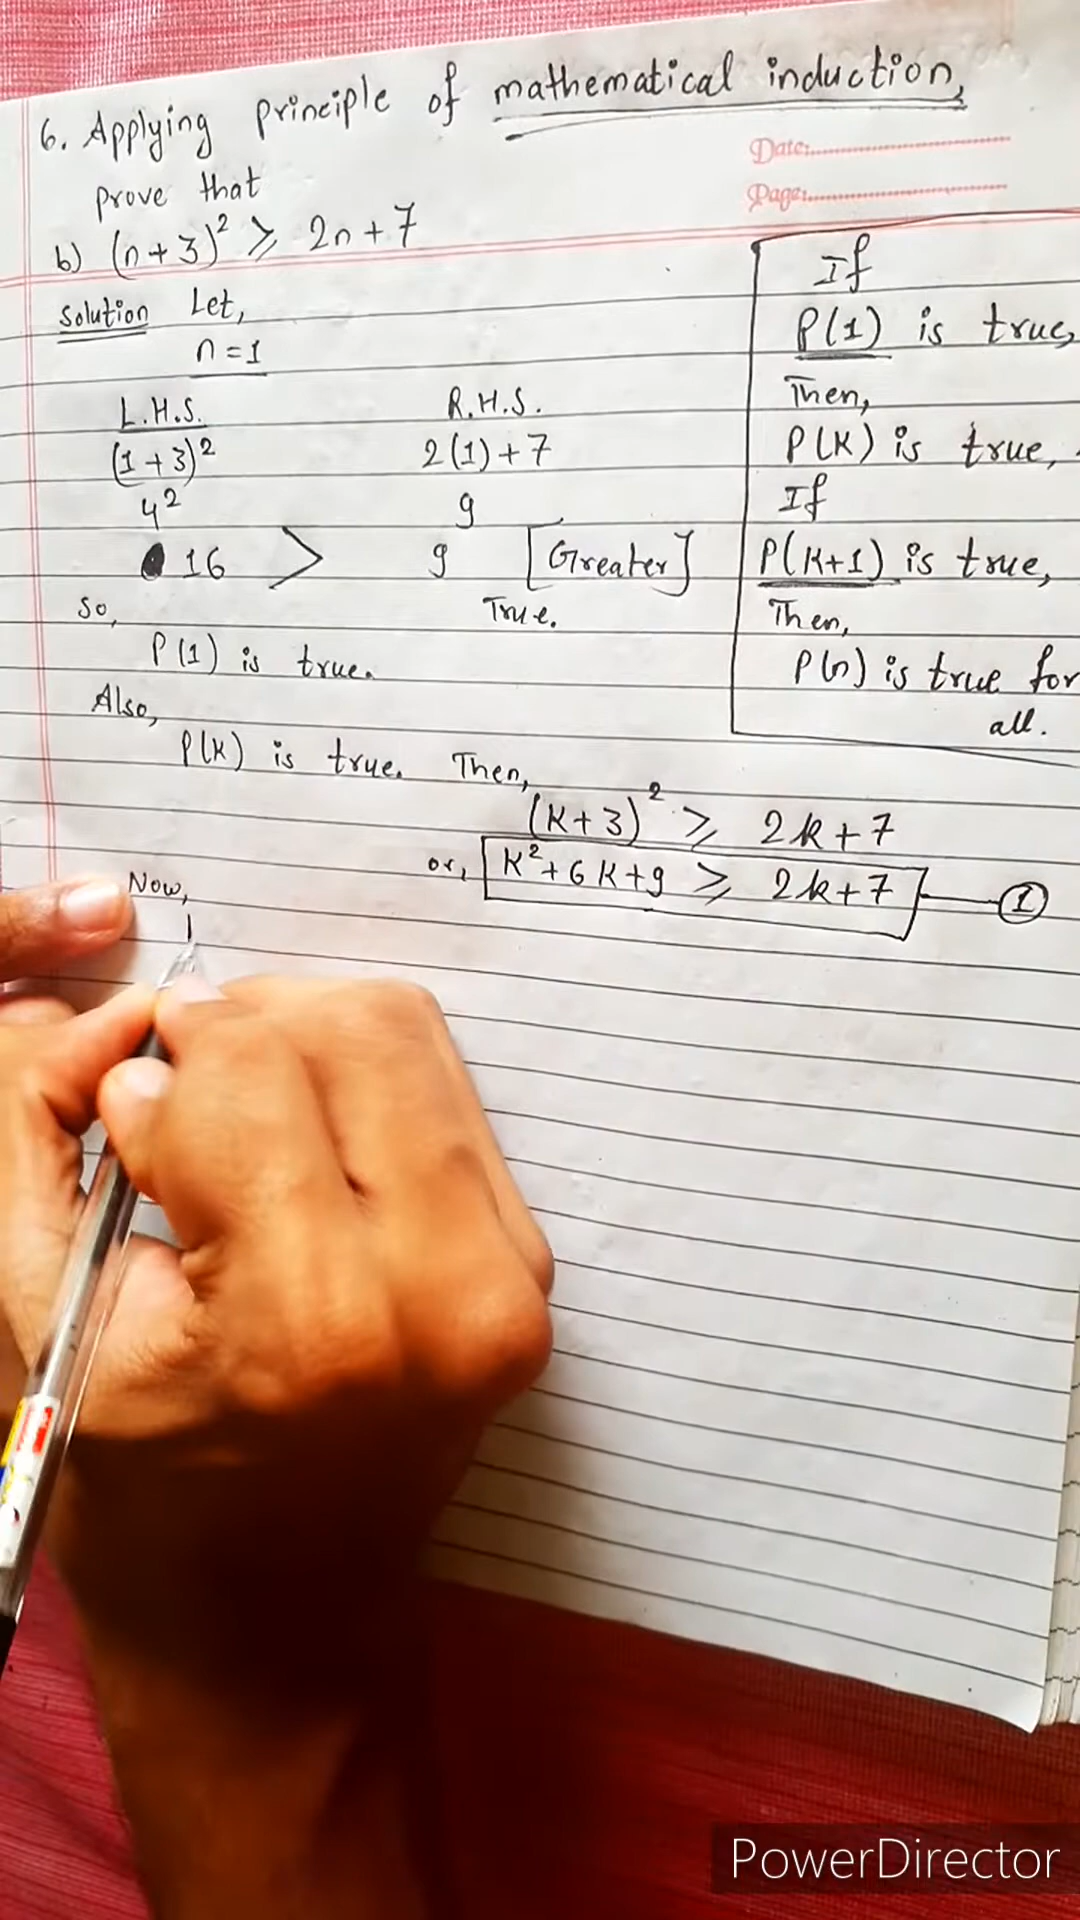 6. Applying principle of mathematical induction,
prove that
Date:
Page:
b) (n+3)² ≥ 2n+7
Solution Let,
n = 1
L.H.S. R.H.S.
(1+3)² 2(1)+7
4² 9
16 > 9 [Greater]
So, True.
P(1) is true.
Also,
P(k) is true. Then,
(k+3)² ≥ 2k+7
or, k²+6k+9 ≥ 2k+7 — 1
Now,
If
P(1) is true,
Then,
P(k) is true,
If
P(k+1) is true,
Then,
P(n) is true for
all.
PowerDirector